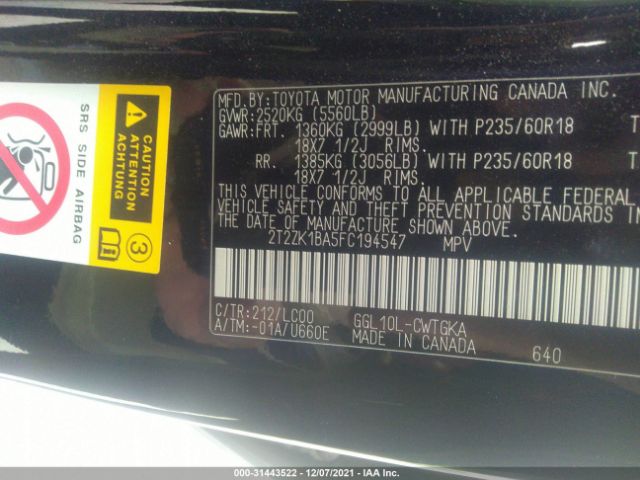 MFD.BY:TOYOTA MOTOR MANUFACTURING CANADA INC.
GVWR:2520KG (5560LB)
GAWR:FRT. 1360KG (2999LB) WITH P235/60R18
18X7 1/2J RIMS.
RR. 1385KG (3056LB) WITH P235/60R18
18X7 1/2J RIMS.
THIS VEHICLE CONFORMS TO ALL APPLICABLE FEDERAL
VEHICLE SAFETY AND THEFT PREVENTION STANDARDS IN
THE DATE OF MANUFACTURE SHOWN ABOVE.
2T2ZK1BA5FC194547 MPV
C/TR:212/LC00 GGL10L-CWTGKA
A/TM:-01A/U660E MADE IN CANADA 640
SRS SIDE AIRBAG
3
000-31443522 - 12/07/2021 - IAA Inc.